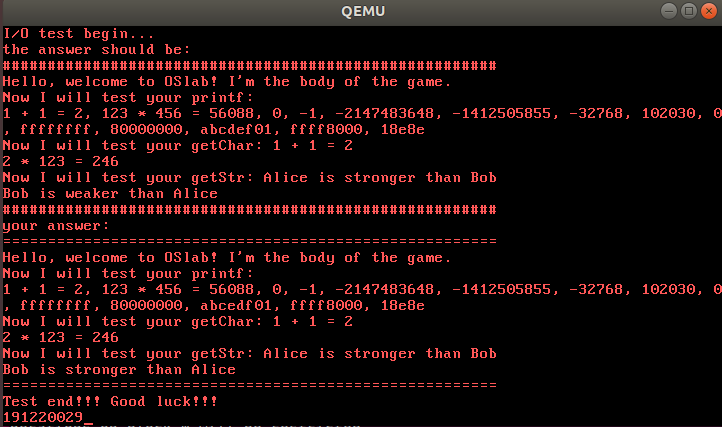 QEMU
I/O test begin...
the answer should be:
#######################################################
Hello, welcome to OSlab! I'm the body of the game.
Now I will test your printf:
1 + 1 = 2, 123 * 456 = 56088, 0, -1, -2147483648, -1412505855, -32768, 102030, 0
, ffffffff, 80000000, abcdef01, ffff8000, 18e8e
Now I will test your getChar: 1 + 1 = 2
2 * 123 = 246
Now I will test your getStr: Alice is stronger than Bob
Bob is weaker than Alice
#######################################################
your answer:
=======================================================
Hello, welcome to OSlab! I'm the body of the game.
Now I will test your printf:
1 + 1 = 2, 123 * 456 = 56088, 0, -1, -2147483648, -1412505855, -32768, 102030, 0
, ffffffff, 80000000, abcedf01, ffff8000, 18e8e
Now I will test your getChar: 1 + 1 = 2
2 * 123 = 246
Now I will test your getStr: Alice is stronger than Bob
Bob is stronger than Alice
=======================================================
Test end!!! Good luck!!!
191220029_